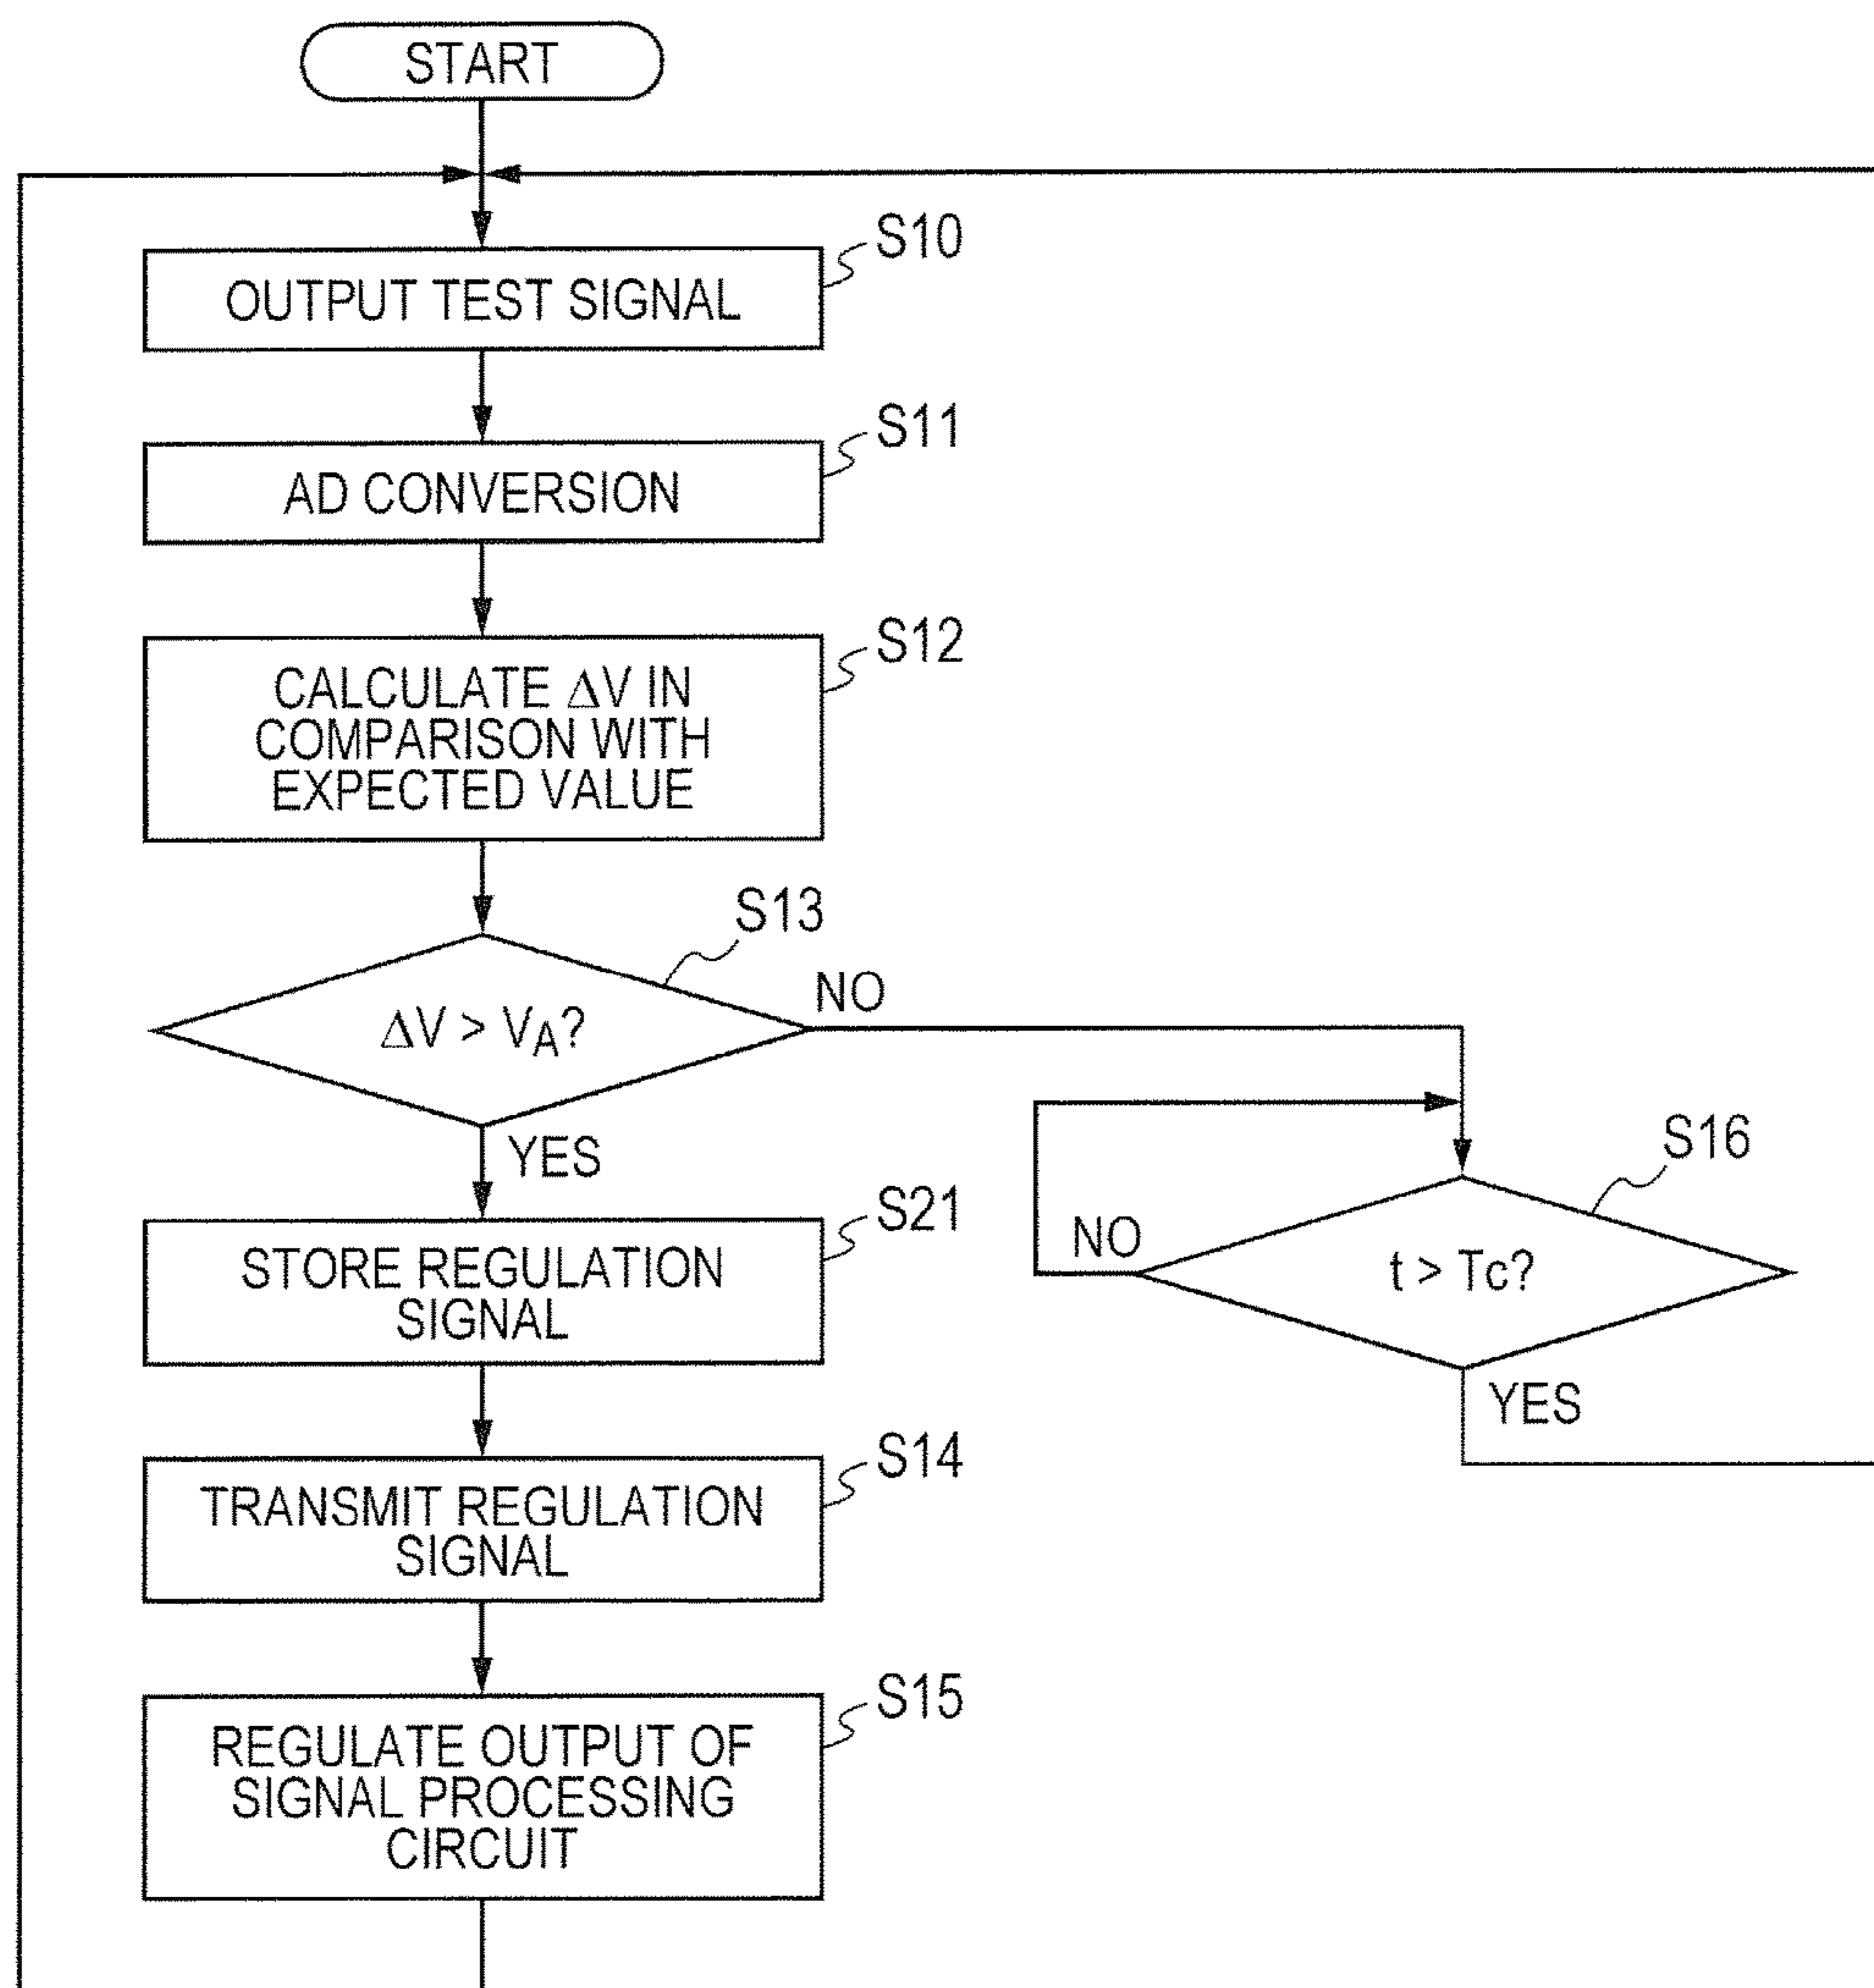 START
S10
OUTPUT TEST SIGNAL
S11
AD CONVERSION
S12
CALCULATE ΔV IN
COMPARISON WITH
EXPECTED VALUE
S13
ΔV > VA?
NO
YES
S21
STORE REGULATION
SIGNAL
S16
NO
t > Tc?
YES
S14
TRANSMIT REGULATION
SIGNAL
S15
REGULATE OUTPUT OF
SIGNAL PROCESSING
CIRCUIT